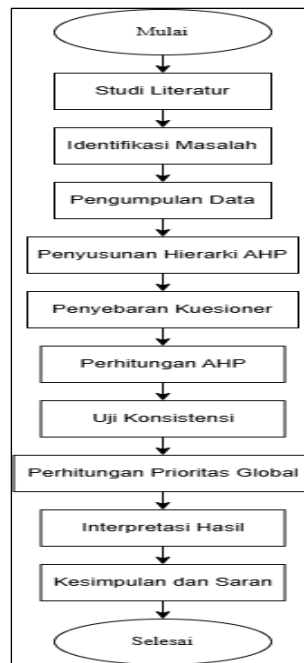 Mulai
Studi Literatur
Identifikasi Masalah
Pengumpulan Data
Penyusunan Hierarki AHP
Penyebaran Kuesioner
Perhitungan AHP
Uji Konsistensi
Perhitungan Prioritas Global
Interpretasi Hasil
Kesimpulan dan Saran
Selesai